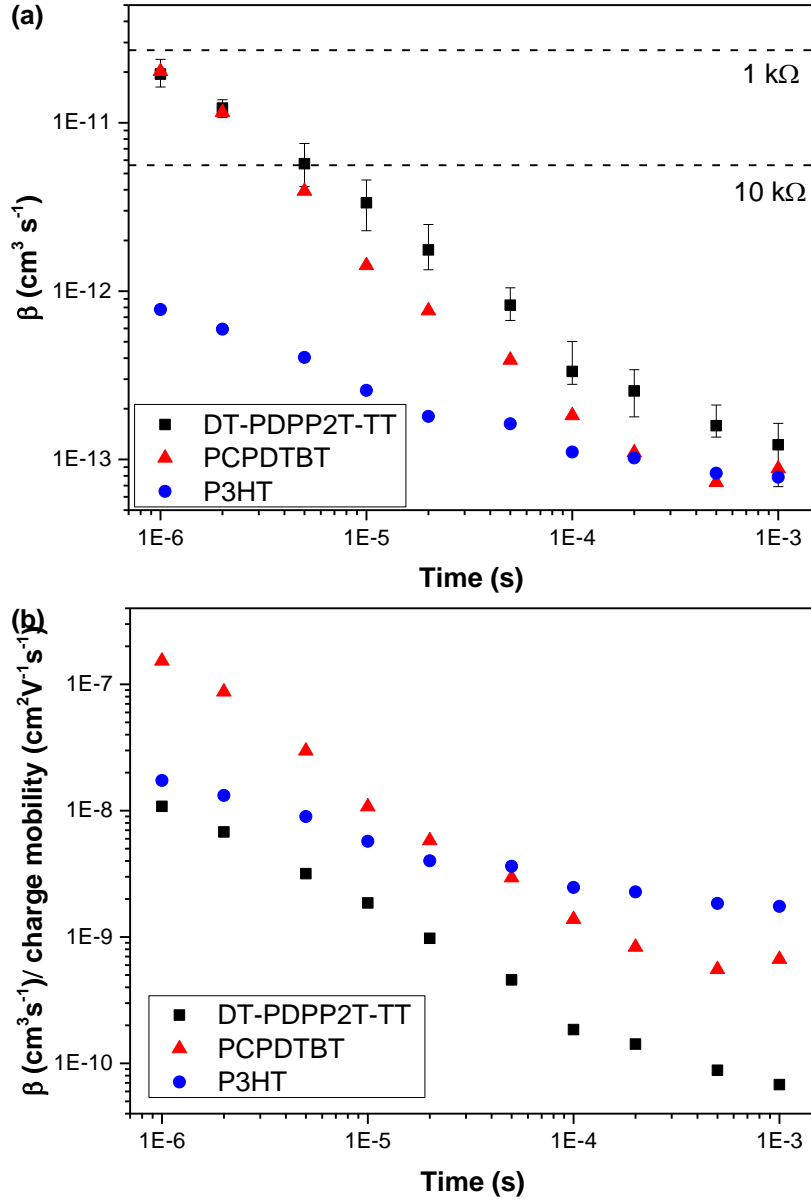 (a)
1 kΩ
10 kΩ
1E-11
1E-12
1E-13
β (cm³ s⁻¹)
DT-PDPP2T-TT
PCPDTBT
P3HT
1E-6 1E-5 1E-4 1E-3
Time (s)
(b)
1E-7
1E-8
1E-9
1E-10
β (cm³s⁻¹)/ charge mobility (cm²V⁻¹s⁻¹)
DT-PDPP2T-TT
PCPDTBT
P3HT
1E-6 1E-5 1E-4 1E-3
Time (s)